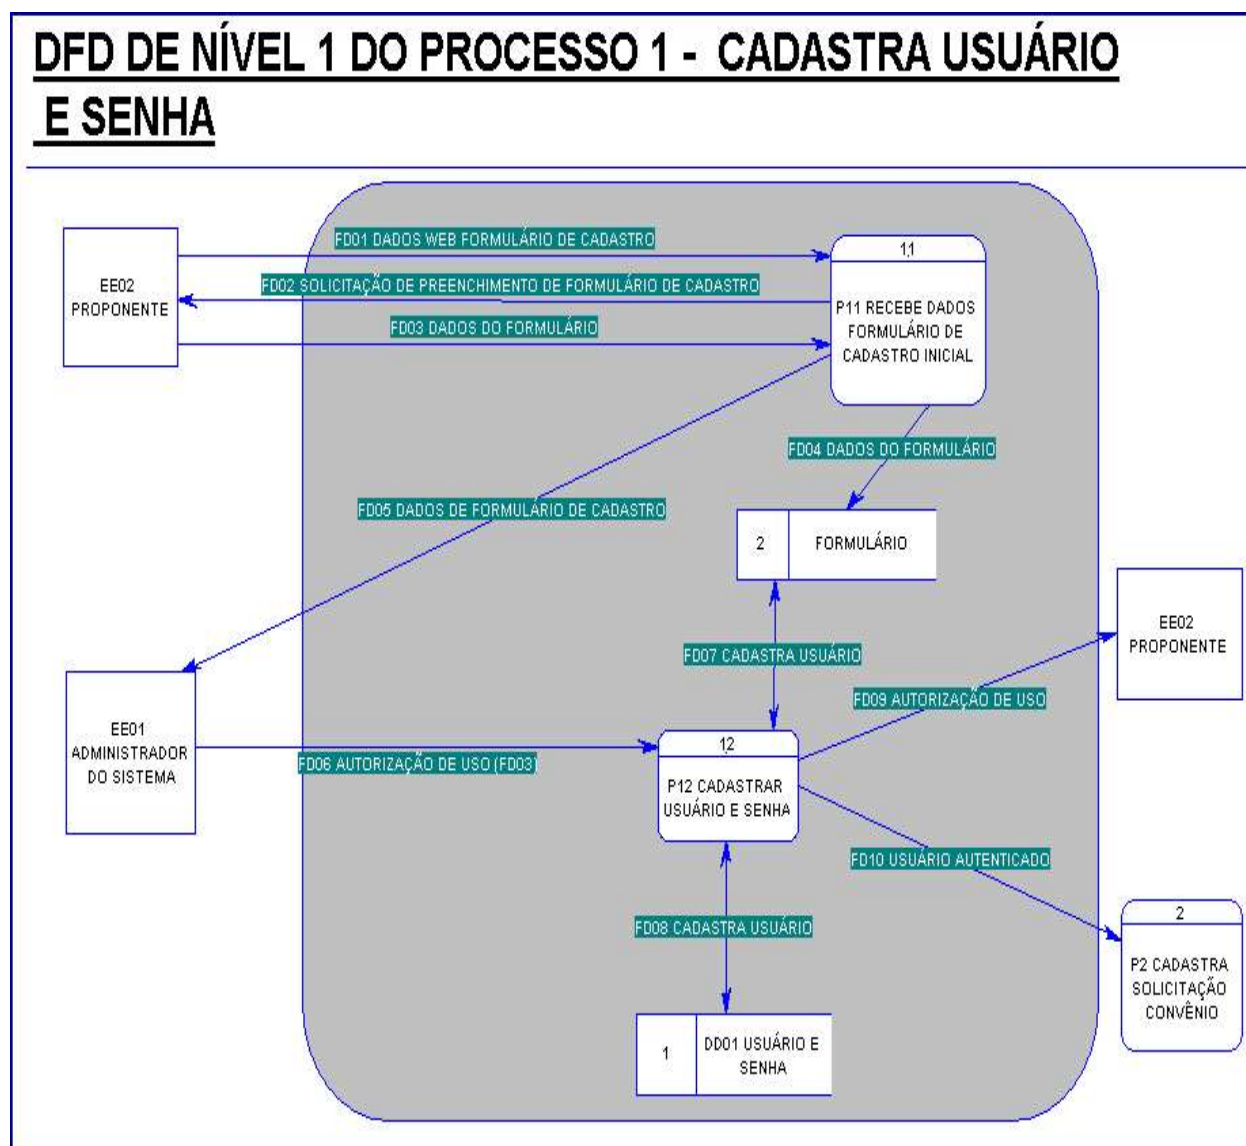 DFD DE NÍVEL 1 DO PROCESSO 1 - CADASTRA USUÁRIO
E SENHA
FD01 DADOS WEB FORMULÁRIO DE CADASTRO
1,1
EE02
PROPONENTE
FD02 SOLICITAÇÃO DE PREENCHIMENTO DE FORMULÁRIO DE CADASTRO
P11 RECEBE DADOS
FORMULÁRIO DE
CADASTRO INICIAL
FD03 DADOS DO FORMULÁRIO
FD04 DADOS DO FORMULÁRIO
FD05 DADOS DE FORMULÁRIO DE CADASTRO
2
FORMULÁRIO
EE02
PROPONENTE
FD07 CADASTRA USUÁRIO
FD09 AUTORIZAÇÃO DE USO
EE01
ADMINISTRADOR
DO SISTEMA
FD06 AUTORIZAÇÃO DE USO (FD03)
1,2
P12 CADASTRAR
USUÁRIO E SENHA
FD10 USUÁRIO AUTENTICADO
FD08 CADASTRA USUÁRIO
2
P2 CADASTRA
SOLICITAÇÃO
CONVÊNIO
1
DD01 USUÁRIO E
SENHA